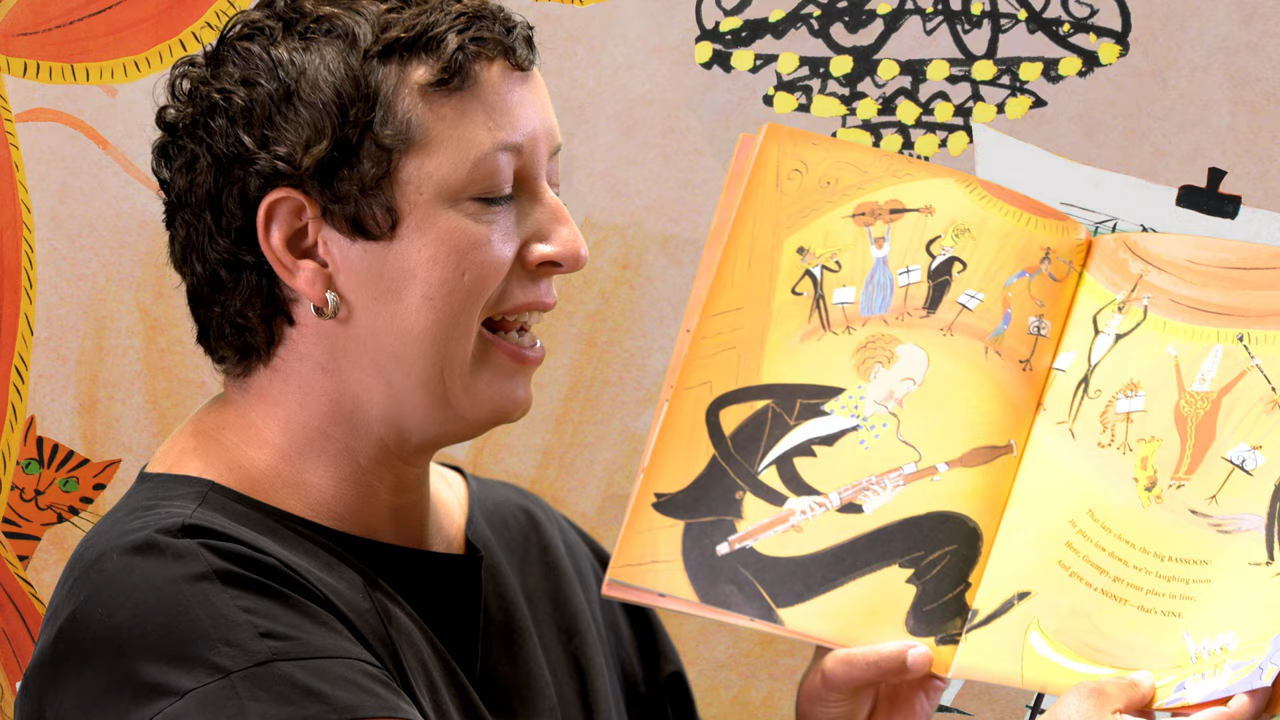 That lazy clown, the big BASSOON!
He plays low down, we're laughing soon.
Here, Grumpy, get your place in line,
And give us a NONET—that's NINE.